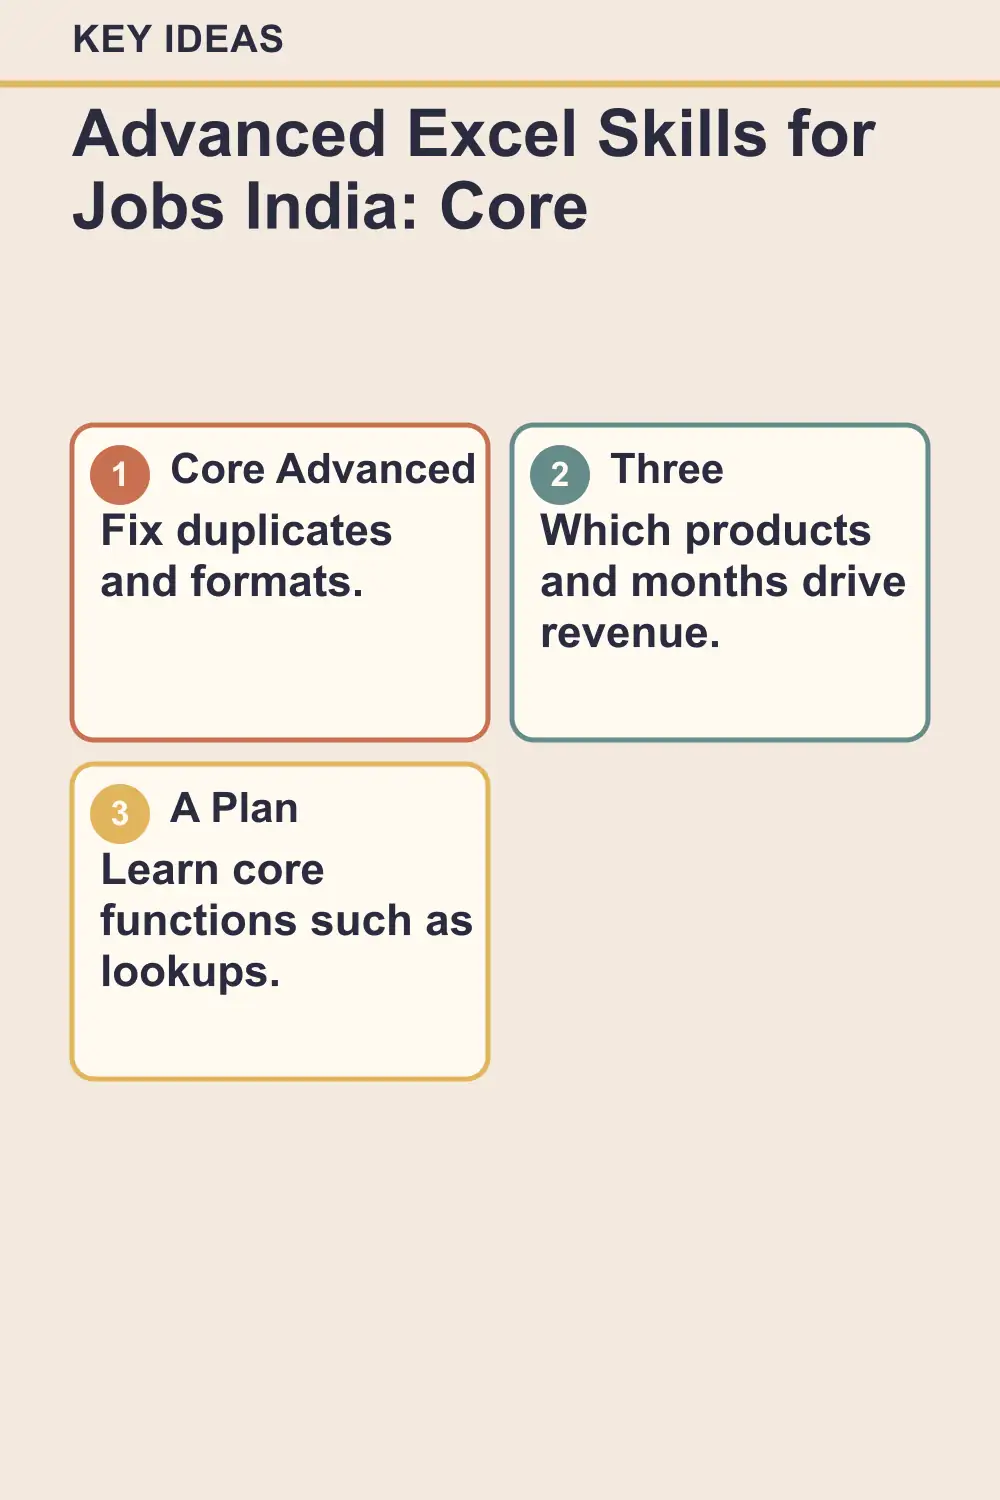 KEY IDEAS
Advanced Excel Skills for
Jobs India: Core
1 Core Advanced
Fix duplicates
and formats.
2 Three
Which products
and months drive
revenue.
3 A Plan
Learn core
functions such as
lookups.